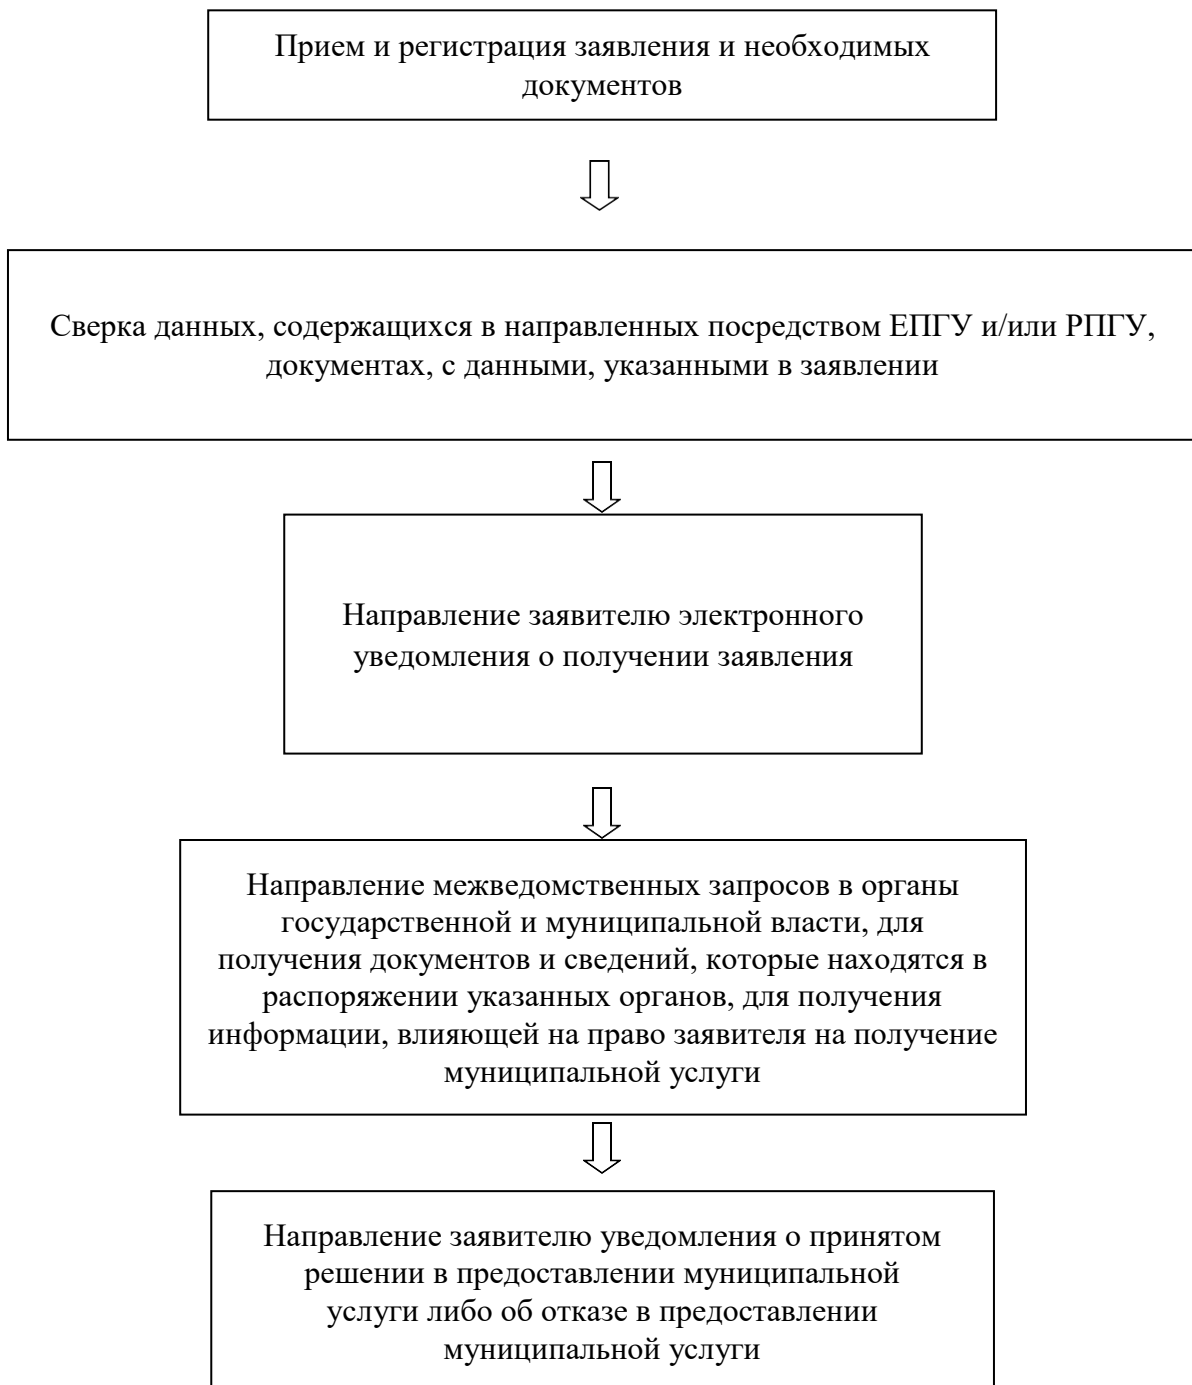 Прием и регистрация заявления и необходимых
документов
Сверка данных, содержащихся в направленных посредством ЕПГУ и/или РПГУ,
документах, с данными, указанными в заявлении
Направление заявителю электронного
уведомления о получении заявления
Направление межведомственных запросов в органы
государственной и муниципальной власти, для
получения документов и сведений, которые находятся в
распоряжении указанных органов, для получения
информации, влияющей на право заявителя на получение
муниципальной услуги
Направление заявителю уведомления о принятом
решении в предоставлении муниципальной
услуги либо об отказе в предоставлении
муниципальной услуги